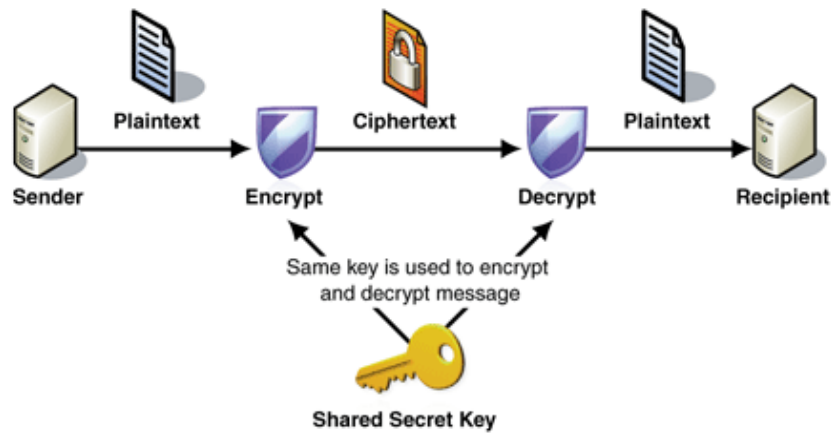 Plaintext
Ciphertext
Plaintext
Sender
Encrypt
Decrypt
Recipient
Same key is used to encrypt
and decrypt message
Shared Secret Key